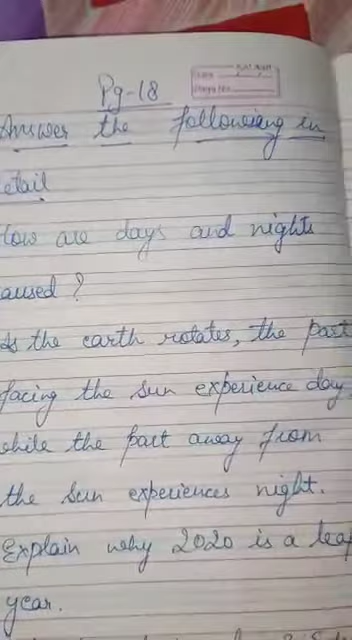 Pg-18
Answer the following in
etail
How are days and nights
aused ?
As the earth rotates, the part
facing the sun experience day
while the part away from
the sun experiences night.
Explain why 2020 is a leap
year.